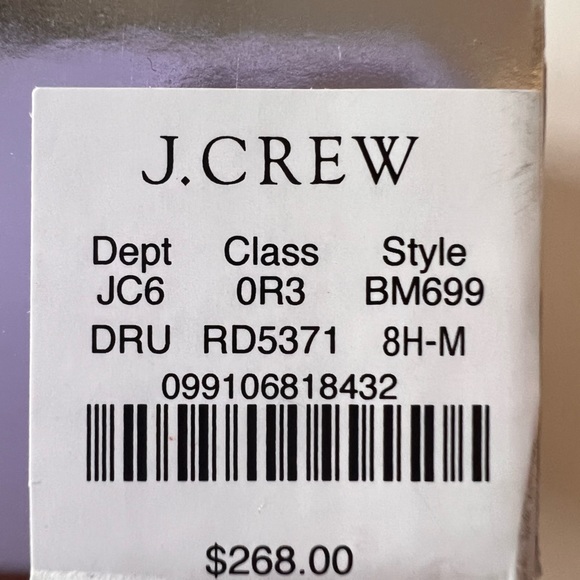 J.CREW
Dept Class Style
JC6 0R3 BM699
DRU RD5371 8H-M
099106818432
$268.00